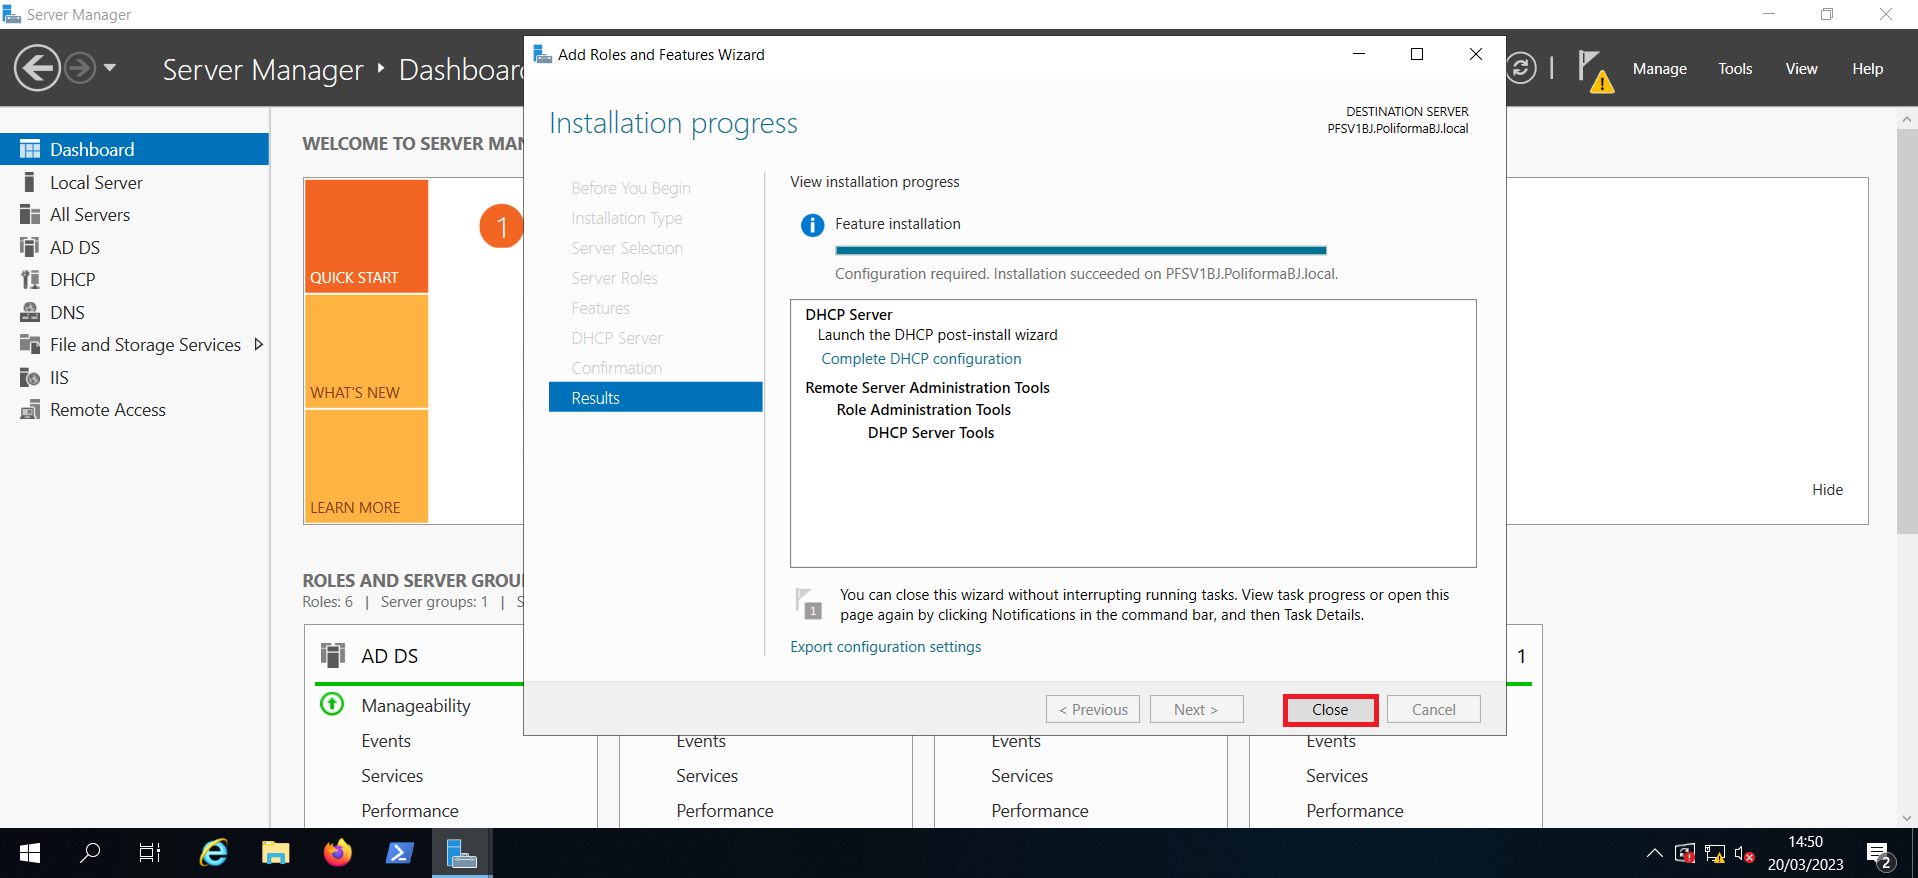 Server Manager
Server Manager
Dashboard
Manage
Tools
View
Help
Dashboard
Local Server
All Servers
AD DS
DHCP
DNS
File and Storage Services
IIS
Remote Access
WELCOME TO SERVER MAN
QUICK START
1
WHAT'S NEW
LEARN MORE
Hide
ROLES AND SERVER GROU
Roles: 6 | Server groups: 1 | S
AD DS
Manageability
Events
Services
Performance
Events
Services
Performance
Events
Services
Performance
1
Events
Services
Performance
Add Roles and Features Wizard
Installation progress
DESTINATION SERVER
PFSV1BJ.PoliformaBJ.local
Before You Begin
Installation Type
Server Selection
Server Roles
Features
DHCP Server
Confirmation
Results
View installation progress
Feature installation
Configuration required. Installation succeeded on PFSV1BJ.PoliformaBJ.local.
DHCP Server
Launch the DHCP post-install wizard
Complete DHCP configuration
Remote Server Administration Tools
Role Administration Tools
DHCP Server Tools
1
You can close this wizard without interrupting running tasks. View task progress or open this
page again by clicking Notifications in the command bar, and then Task Details.
Export configuration settings
< Previous
Next >
Close
Cancel
14:50
20/03/2023
2